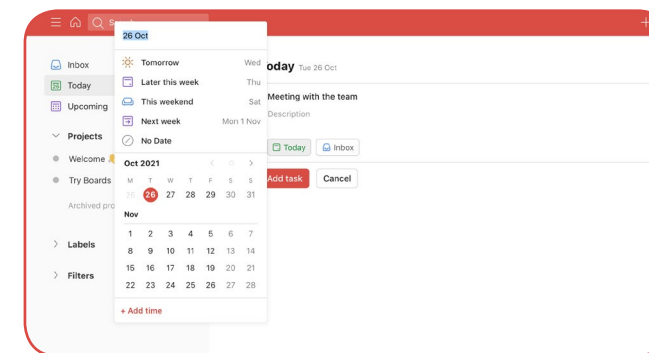 26 Oct
Tomorrow Wed
Later this week Thu
This weekend Sat
Next week Mon 1 Nov
No Date
Oct 2021
M T W T F S S
25 26 27 28 29 30 31
Nov
1 2 3 4 5 6 7
8 9 10 11 12 13 14
15 16 17 18 19 20 21
22 23 24 25 26 27 28
+ Add time
Inbox
Today
Upcoming
Projects
Welcome
Try Boards
Archived pro
Labels
Filters
oday Tue 26 Oct
Meeting with the team
Description
Today Inbox
Add task Cancel